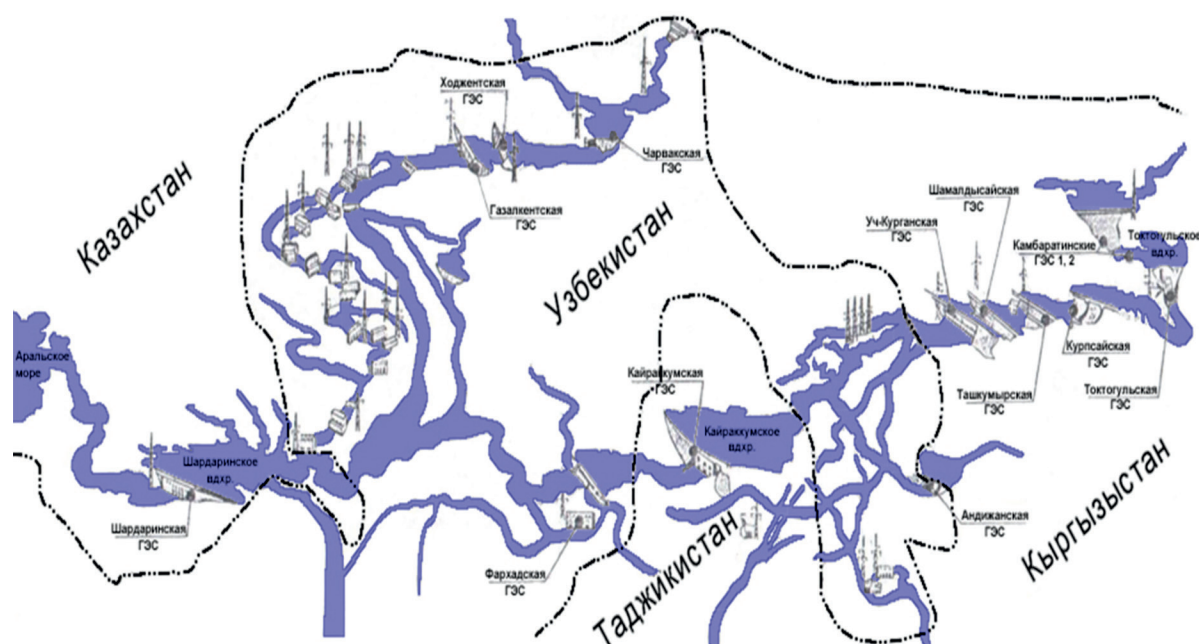 Ходжентская
ГЭС
Чарвакская
ГЭС
Газалкентская
ГЭС
Казахстан
Узбекистан
Шамалдысайская
ГЭС
Уч-Курганская
ГЭС
Камбаратинские
ГЭС 1, 2
Токтогульское
вдхр.
Аральское
море
Курпсайская
ГЭС
Кайраккумская
ГЭС
Ташкумырская
ГЭС
Токтогульская
ГЭС
Кайраккумское
вдхр.
Шардаринское
вдхр.
Шардаринская
ГЭС
Андижанская
ГЭС
Фархадская
ГЭС
Таджикистан
Кыргызыстан